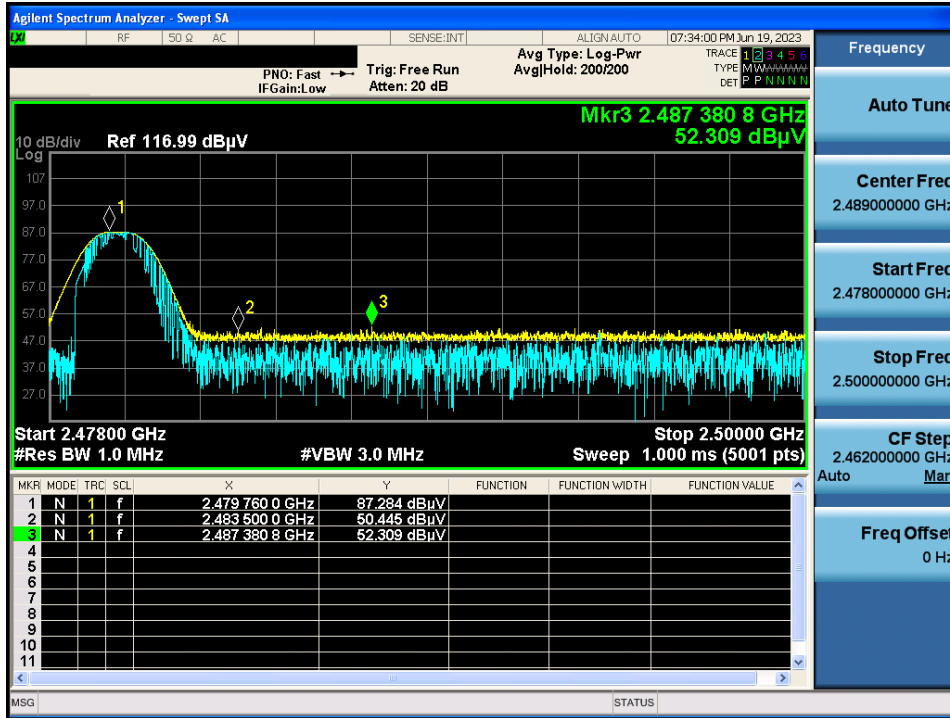 Agilent Spectrum Analyzer - Swept SA
LXI RF 50 Ω AC SENSE:INT ALIGN AUTO 07:34:00 PM Jun 19, 2023
PNO: Fast
IFGain:Low
Trig: Free Run
Atten: 20 dB
Avg Type: Log-Pwr
Avg|Hold: 200/200
TRACE 1 2 3 4 5 6
TYPE M
DET P P N N N N
Mkr3 2.487 380 8 GHz
52.309 dBµV
10 dB/div Ref 116.99 dBµV
Log
107
97.0
87.0
77.0
67.0
57.0
47.0
37.0
27.0
1
2
3
Start 2.47800 GHz Stop 2.50000 GHz
#Res BW 1.0 MHz #VBW 3.0 MHz Sweep 1.000 ms (5001 pts)
MKR MODE TRC SCL X Y FUNCTION FUNCTION WIDTH FUNCTION VALUE
1 N 1 f 2.479 760 0 GHz 87.284 dBµV
2 N 1 f 2.483 500 0 GHz 50.445 dBµV
3 N 1 f 2.487 380 8 GHz 52.309 dBµV
4
5
6
7
8
9
10
11
MSG STATUS
Frequency
Auto Tune
Center Freq
2.489000000 GHz
Start Freq
2.478000000 GHz
Stop Freq
2.500000000 GHz
CF Step
2.462000000 GHz
Auto Man
Freq Offset
0 Hz